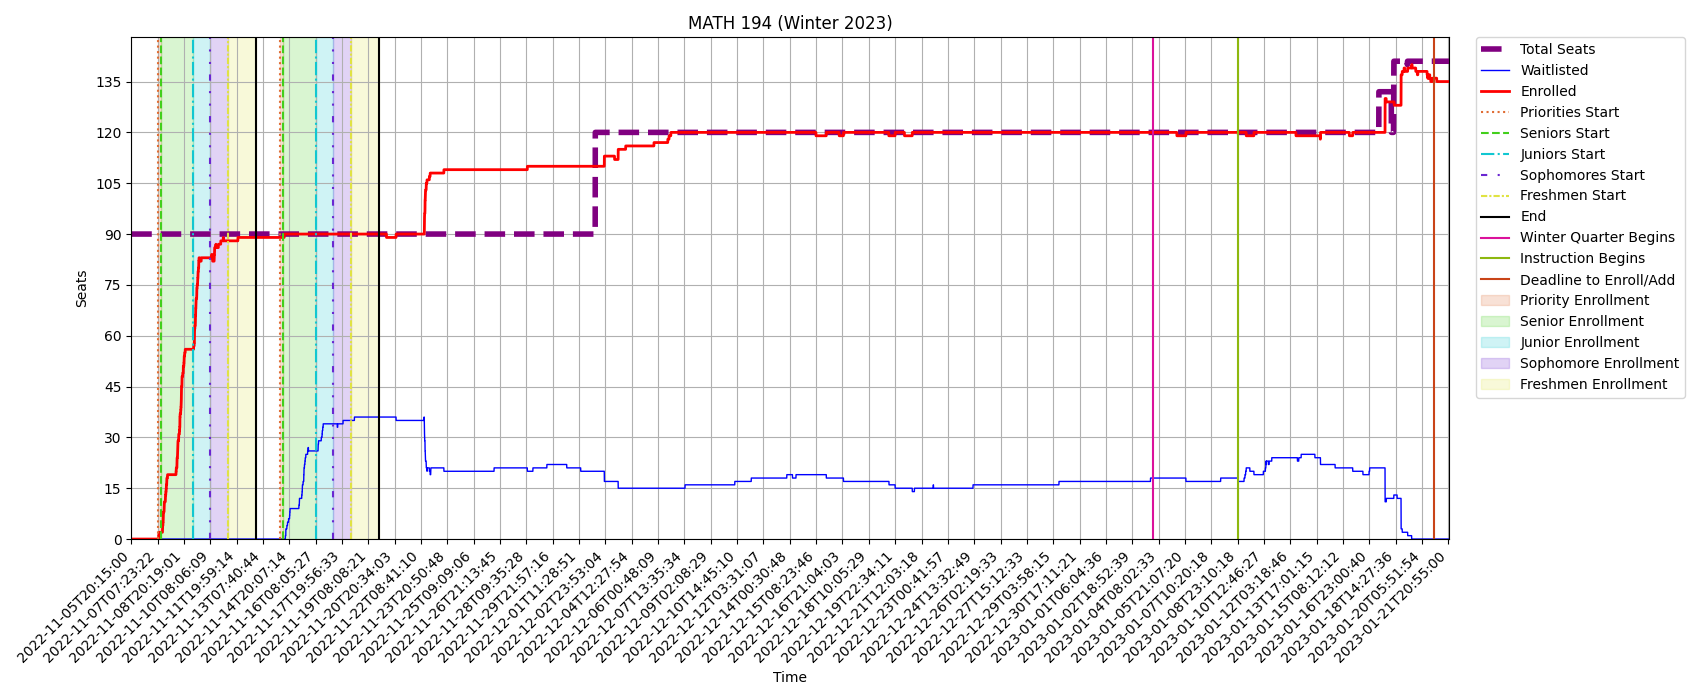 MATH 194 (Winter 2023)
Seats
135
120
105
90
75
60
45
30
15
0
2022-11-05T20:15:00
2022-11-07T07:23:22
2022-11-08T20:19:01
2022-11-10T08:06:09
2022-11-11T19:59:14
2022-11-13T07:40:44
2022-11-14T20:07:14
2022-11-16T08:05:27
2022-11-17T19:56:33
2022-11-19T08:08:21
2022-11-20T20:34:03
2022-11-22T08:41:10
2022-11-23T20:50:48
2022-11-25T09:09:06
2022-11-26T21:13:45
2022-11-28T09:35:28
2022-11-29T21:57:16
2022-12-01T11:28:51
2022-12-02T23:53:04
2022-12-04T12:27:54
2022-12-06T00:48:09
2022-12-07T13:35:34
2022-12-09T02:08:29
2022-12-10T14:45:10
2022-12-12T03:31:07
2022-12-14T00:30:48
2022-12-15T08:23:46
2022-12-16T21:04:03
2022-12-18T10:05:29
2022-12-19T22:34:11
2022-12-21T12:03:18
2022-12-23T00:41:57
2022-12-24T13:32:49
2022-12-26T02:19:33
2022-12-27T15:12:33
2022-12-29T03:58:15
2022-12-30T17:11:21
2023-01-01T06:04:36
2023-01-02T18:52:39
2023-01-04T08:02:33
2023-01-05T21:07:20
2023-01-07T10:20:18
2023-01-08T23:10:18
2023-01-10T12:46:27
2023-01-12T03:18:46
2023-01-13T17:01:15
2023-01-15T08:12:12
2023-01-16T23:00:40
2023-01-18T14:27:36
2023-01-20T05:51:54
2023-01-21T20:55:00
Time
Total Seats
Waitlisted
Enrolled
Priorities Start
Seniors Start
Juniors Start
Sophomores Start
Freshmen Start
End
Winter Quarter Begins
Instruction Begins
Deadline to Enroll/Add
Priority Enrollment
Senior Enrollment
Junior Enrollment
Sophomore Enrollment
Freshmen Enrollment